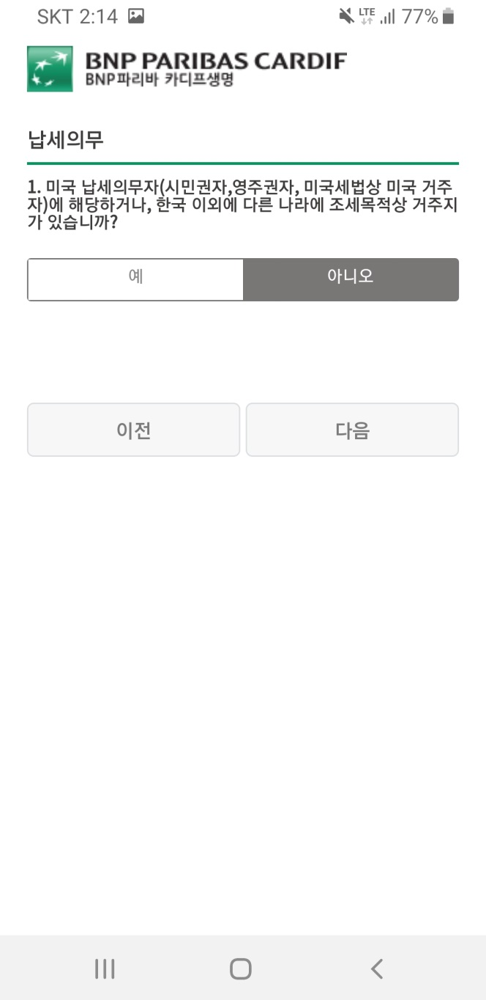 SKT 2:14 LTE 77%
BNP PARIBAS CARDIF
BNP파리바 카디프생명
납세의무
1. 미국 납세의무자(시민권자,영주권자, 미국세법상 미국 거주
자)에 해당하거나, 한국 이외에 다른 나라에 조세목적상 거주지
가 있습니까?
예 아니오
이전 다음